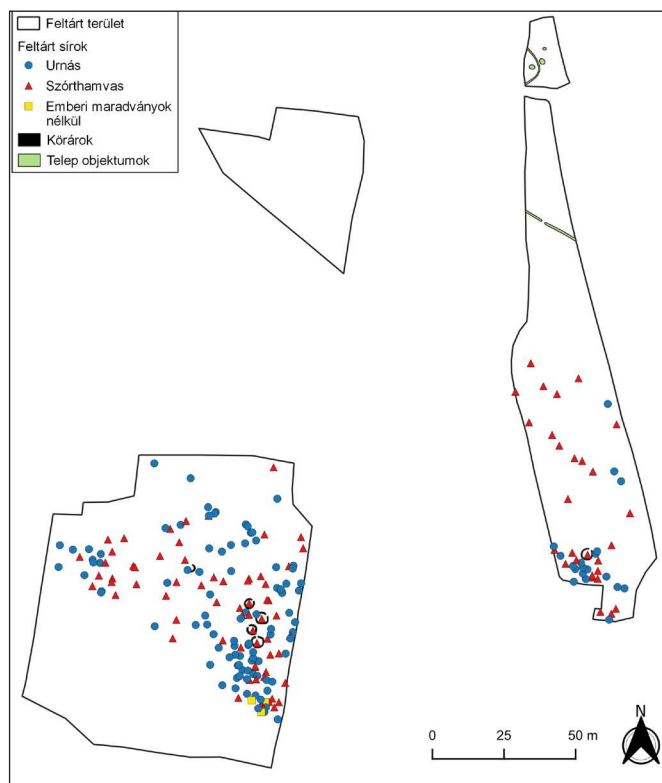 Feltárt terület
Feltárt sírok
Urnás
Szórthamvas
Emberi maradványok
nélkül
Körárok
Telep objektumok
N
0 25 50 m